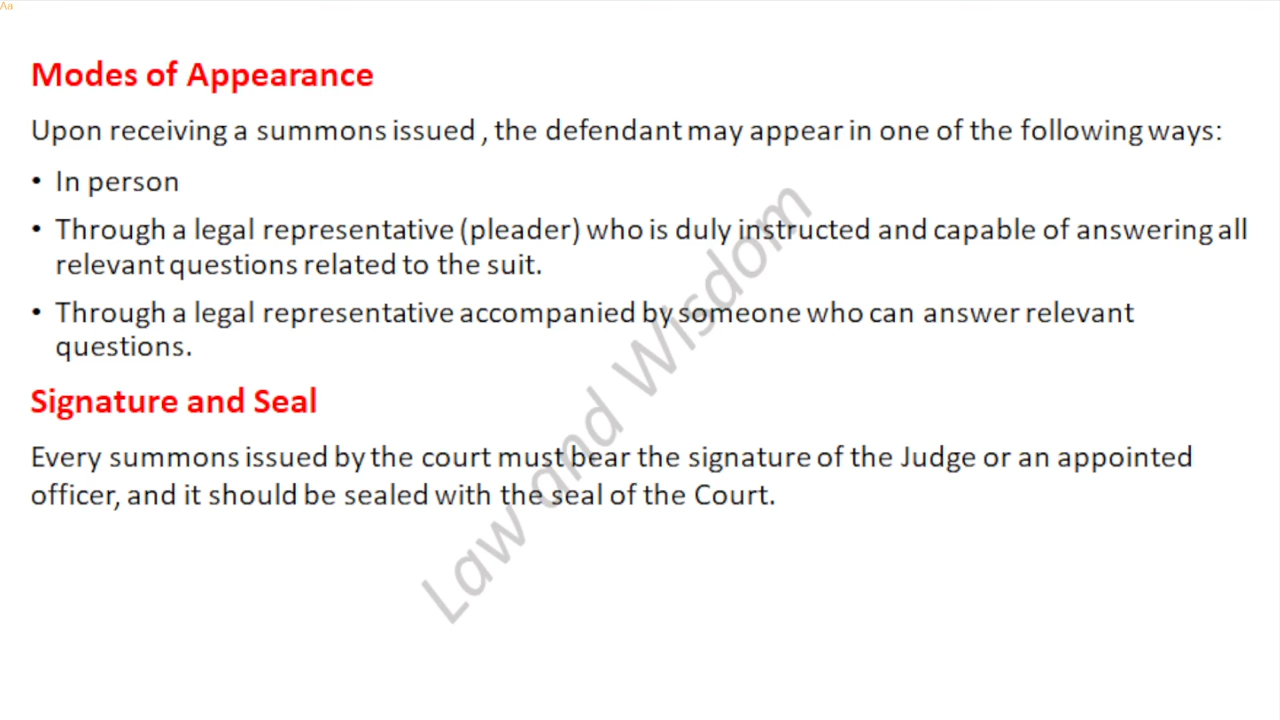 Aa
Modes of Appearance
Upon receiving a summons issued , the defendant may appear in one of the following ways:
• In person
• Through a legal representative (pleader) who is duly instructed and capable of answering all
relevant questions related to the suit.
• Through a legal representative accompanied by someone who can answer relevant
questions.
Signature and Seal
Every summons issued by the court must bear the signature of the Judge or an appointed
officer, and it should be sealed with the seal of the Court.
Law and Wisdom